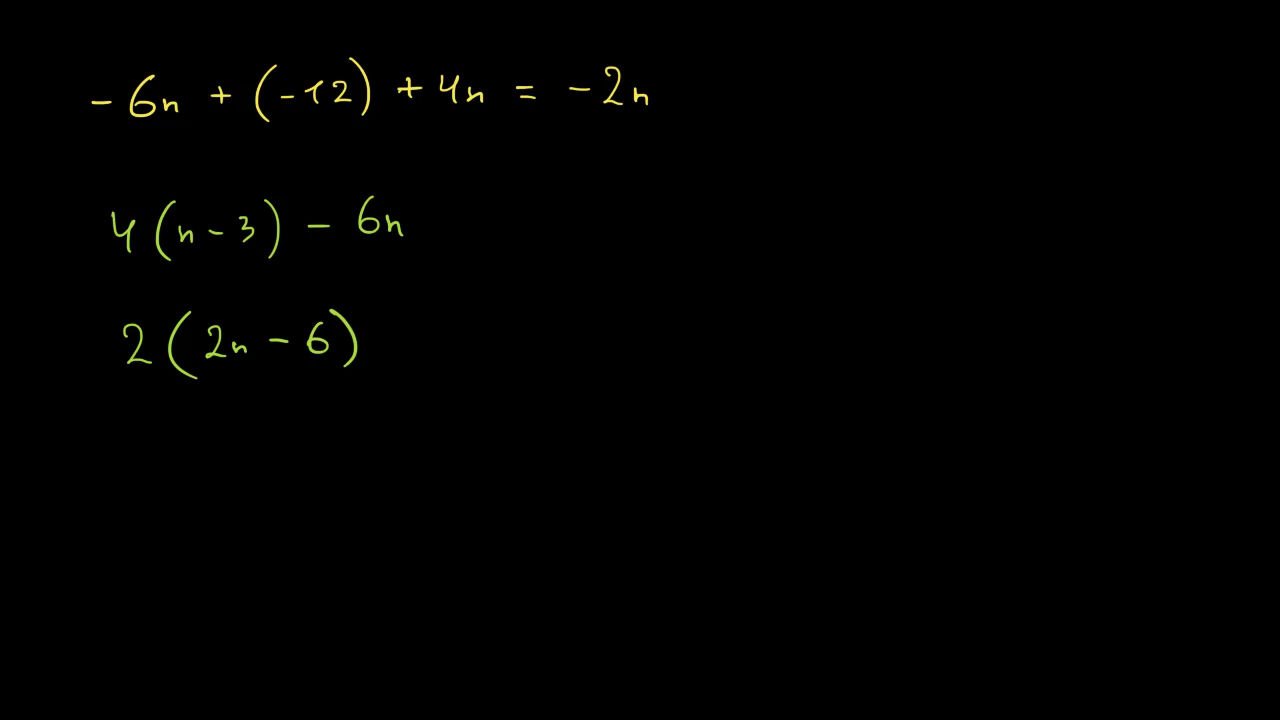 -6n + (-12) + 4n = -2n
4(n-3) - 6n
2(2n - 6)